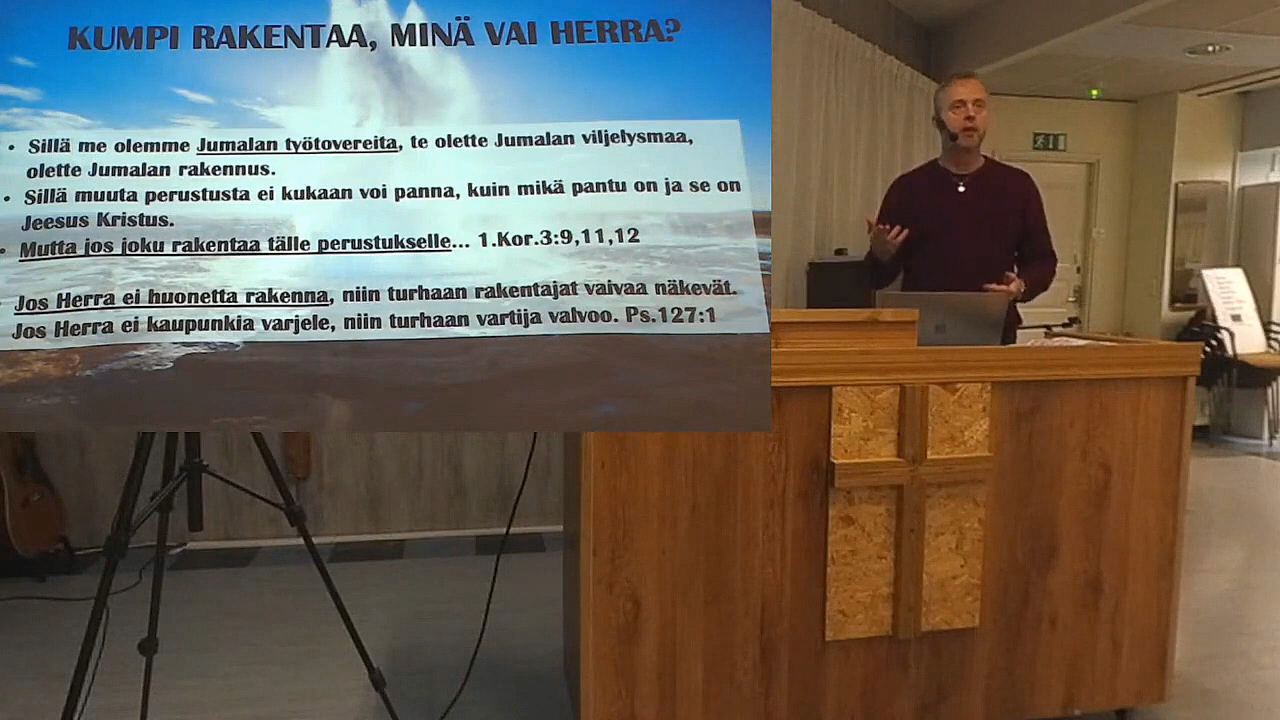 KUMPI RAKENTAA, MINÄ VAI HERRA?
• Sillä me olemme Jumalan työtovereita, te olette Jumalan viljelysmaa,
olette Jumalan rakennus.
• Sillä muuta perustusta ei kukaan voi panna, kuin mikä pantu on ja se on
Jeesus Kristus.
• Mutta jos joku rakentaa tälle perustukselle... 1.Kor.3:9,11,12
Jos Herra ei huonetta rakenna, niin turhaan rakentajat vaivaa näkevät.
Jos Herra ei kaupunkia varjele, niin turhaan vartija valvoo. Ps.127:1